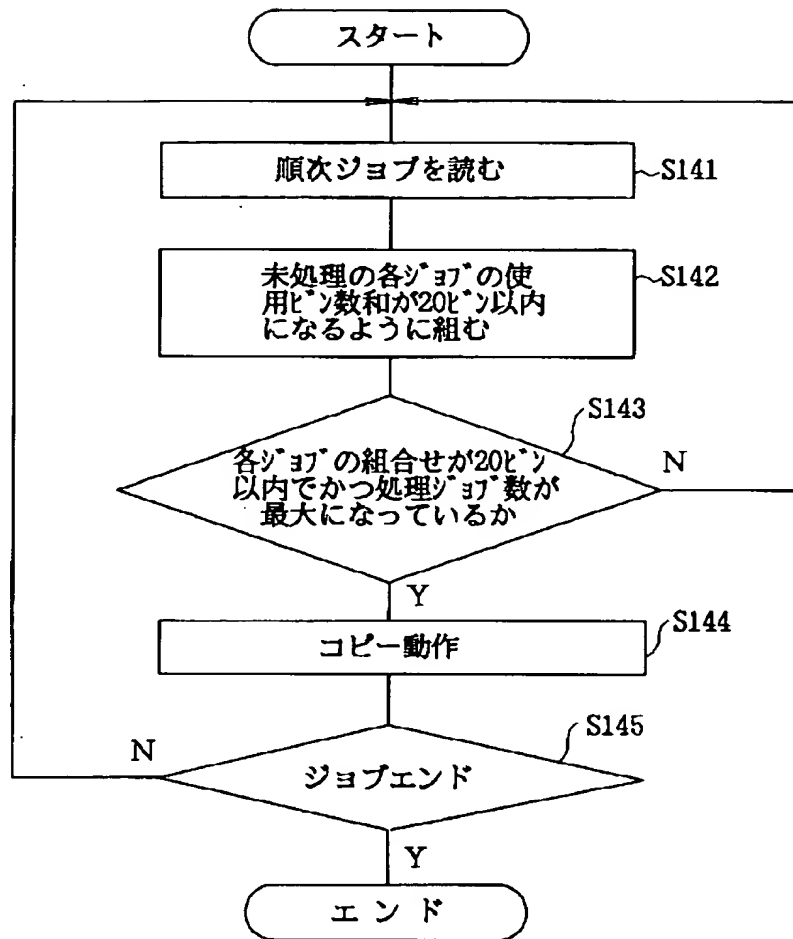 スタート
順次ジョブを読む
S141
未処理の各ｼﾞｮﾌﾞの使
用ﾋﾞﾝ数和が20ﾋﾞﾝ以内
になるように組む
S142
S143
各ｼﾞｮﾌﾞの組合せが20ﾋﾞﾝ
以内でかつ処理ｼﾞｮﾌﾞ数が
最大になっているか
N
Y
コピー動作
S144
S145
N
ジョブエンド
Y
エ ン ド